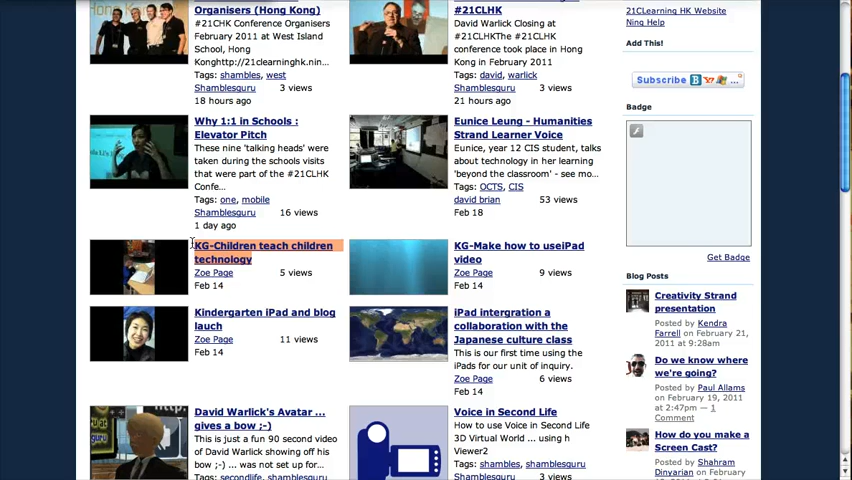 Organisers (Hong Kong)
#21CHK Conference Organisers
February 2011 at West Island
School, Hong
Konghttp://21clearninghk.nin...
Tags: shambles, west
Shamblesguru 3 views
18 hours ago
#21CLHK
David Warlick Closing at
#21CLHKThe #21CLHK
conference took place in Hong
Kong in February 2011
Tags: david, warlick
Shamblesguru 3 views
21 hours ago
Why 1:1 in Schools :
Elevator Pitch
These nine 'talking heads' were
taken during the schools visits
that were part of the #21CLHK
Confe...
Tags: one, mobile
Shamblesguru 16 views
1 day ago
Eunice Leung - Humanities
Strand Learner Voice
Eunice, year 12 CIS student, talks
about technology in her learning
'beyond the classroom' - see mo...
Tags: OCTS, CIS
david brian 53 views
Feb 18
KG-Children teach children
technology
Zoe Page 5 views
Feb 14
KG-Make how to useiPad
video
Zoe Page 9 views
Feb 14
Kindergarten iPad and blog
lauch
Zoe Page 11 views
Feb 14
iPad intergration a
collaboration with the
Japanese culture class
This is our first time using the
iPads for our unit of inquiry.
Zoe Page 6 views
Feb 14
David Warlick's Avatar ...
gives a bow ;-)
This is just a fun 90 second video
of David Warlick showing off his
bow ;-) ... was not set up for...
Tags: secondlife, shamblesguru
Voice in Second Life
How to use Voice in Second Life
3D Virtual World ... using h
Viewer2
Tags: shambles, shamblesguru
21CLearning HK Website
Ning Help
Add This!
Subscribe
Badge
Get Badge
Blog Posts
Creativity Strand
presentation
Posted by Kendra
Farrell on February 21,
2011 at 9:28am
Do we know where
we're going?
Posted by Paul Allams
on February 19, 2011
at 2:47pm — 1
Comment
How do you make a
Screen Cast?
Posted by Shahram
Dinvarian on February